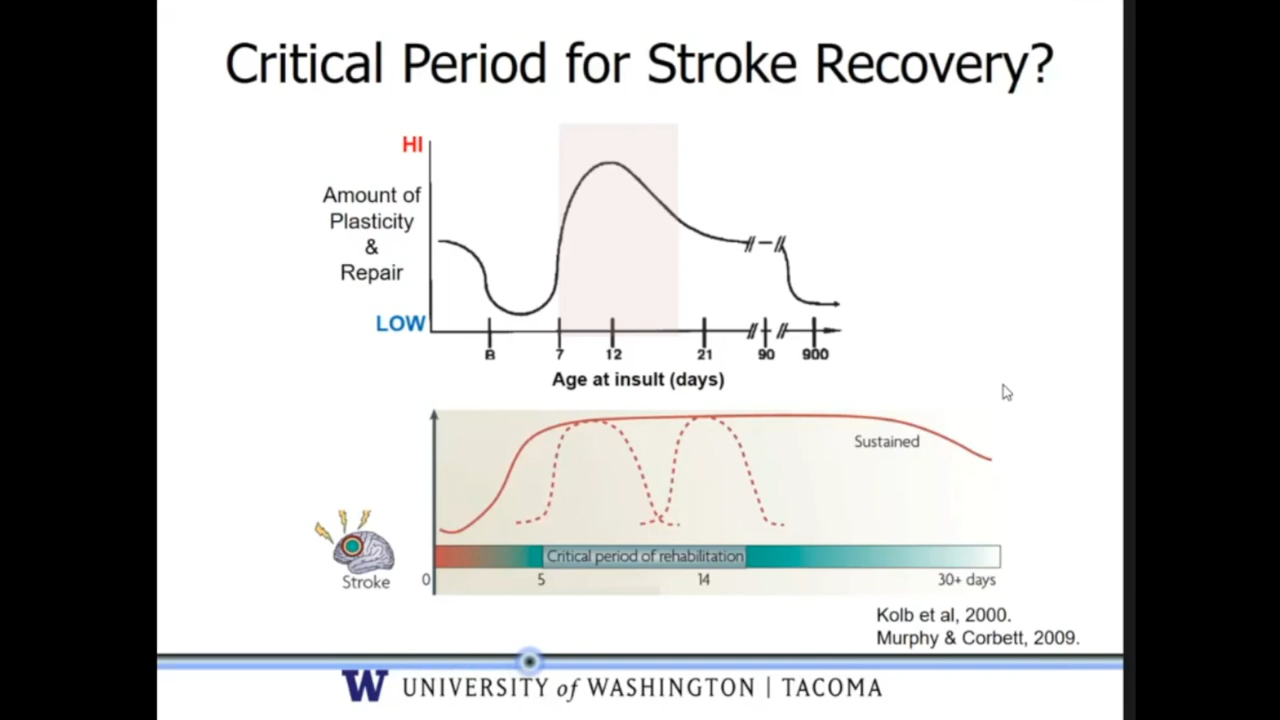 Critical Period for Stroke Recovery?
HI
Amount of
Plasticity
&
Repair
LOW
B 7 12 21 90 900
Age at insult (days)
Sustained
Critical period of rehabilitation
Stroke
0 5 14 30+ days
Kolb et al, 2000.
Murphy & Corbett, 2009.
W UNIVERSITY of WASHINGTON | TACOMA